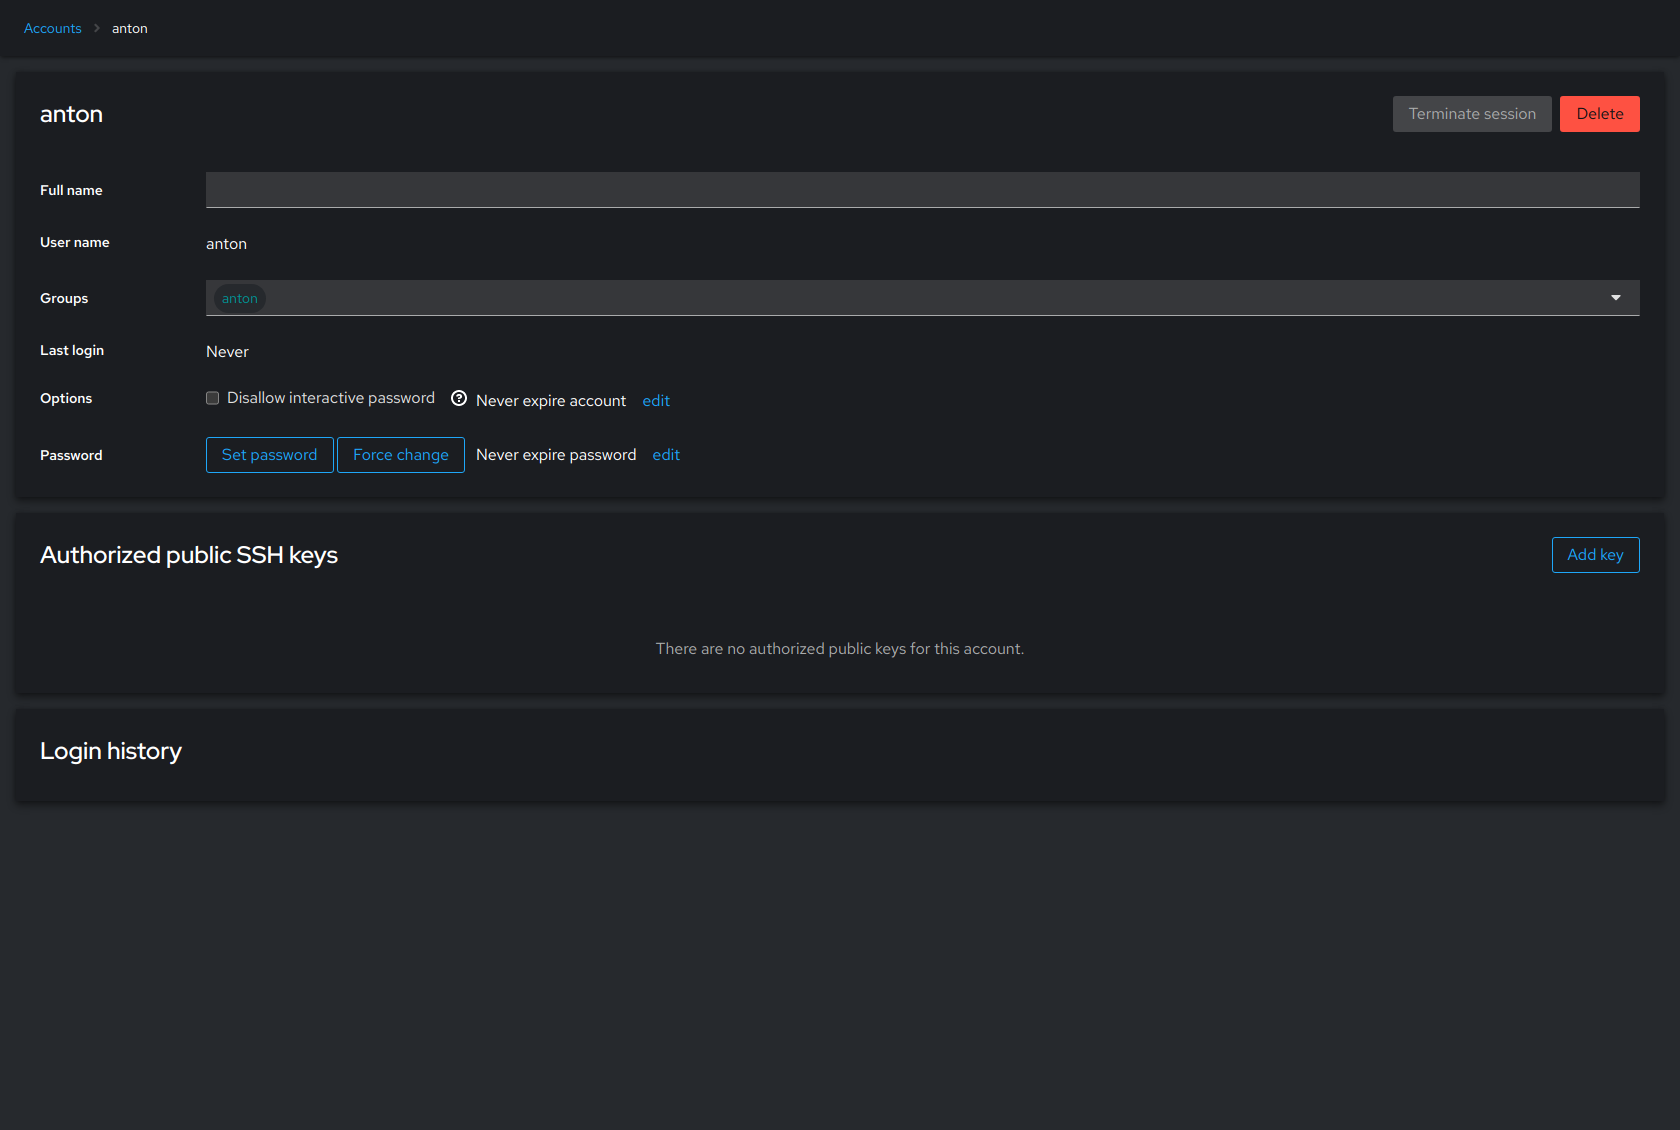 Accounts > anton
anton
Terminate session
Delete
Full name
User name
anton
Groups
anton
Last login
Never
Options
Disallow interactive password
Never expire account
edit
Password
Set password
Force change
Never expire password
edit
Authorized public SSH keys
Add key
There are no authorized public keys for this account.
Login history